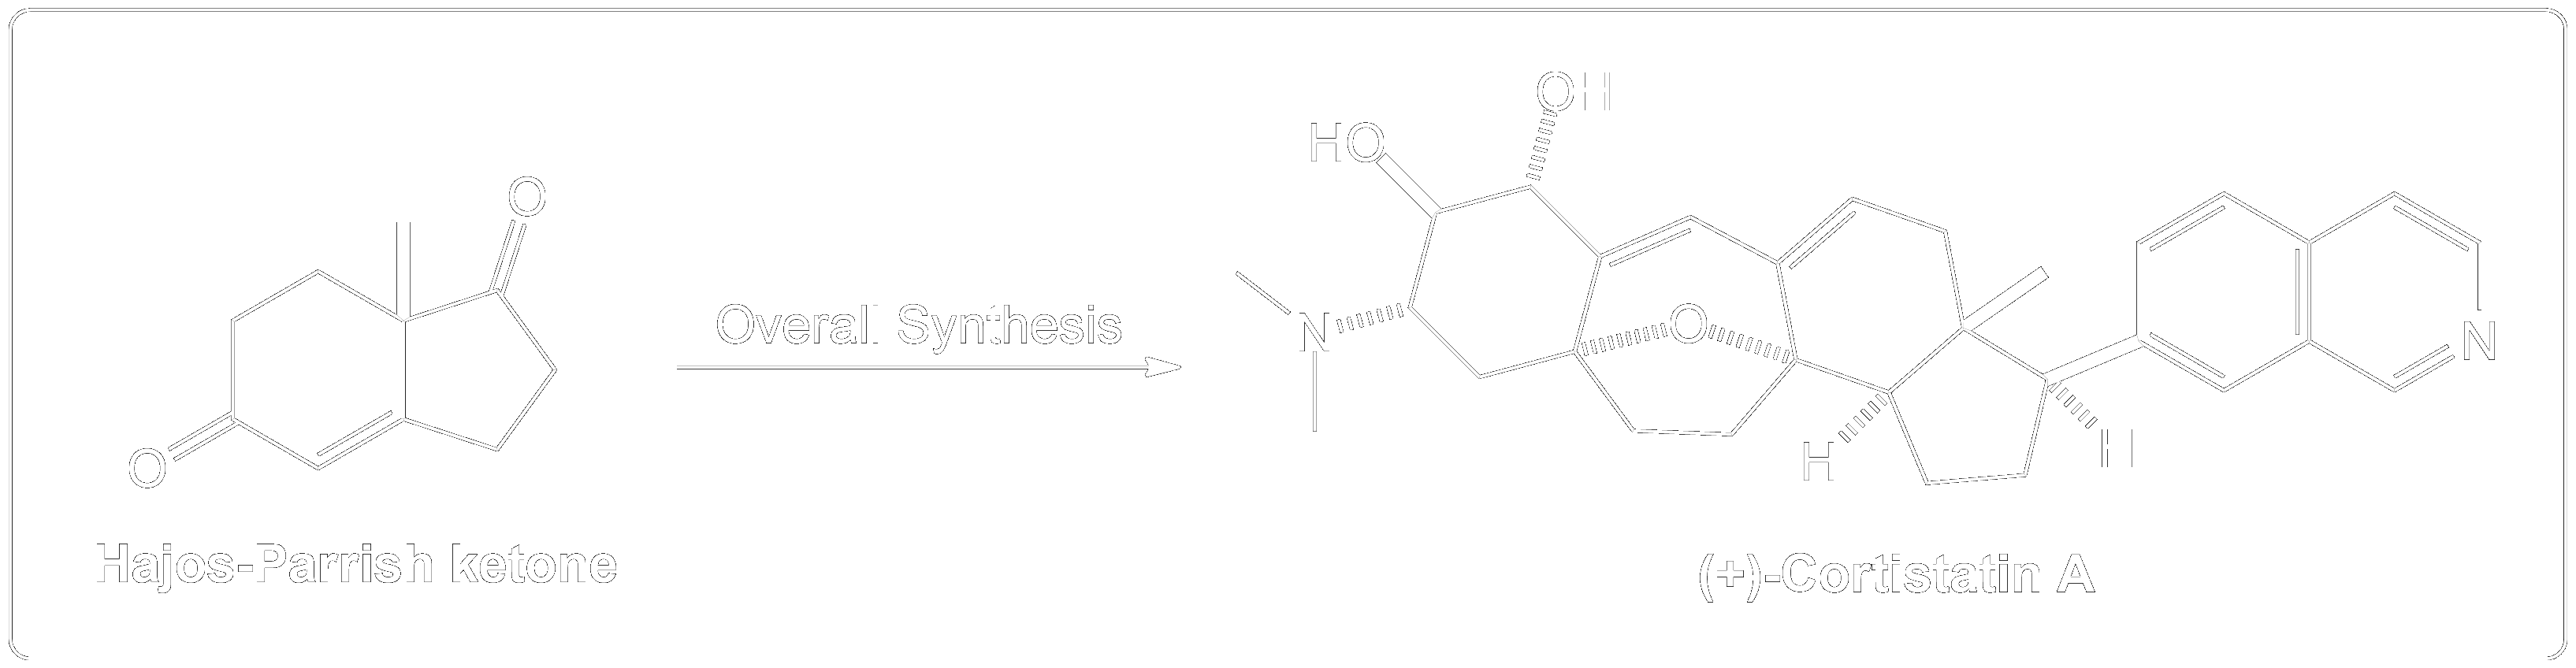 OH
HO
O
Overall Synthesis
N
O
N
O
H
H
Hajos-Parrish ketone
(+)-Cortistatin A